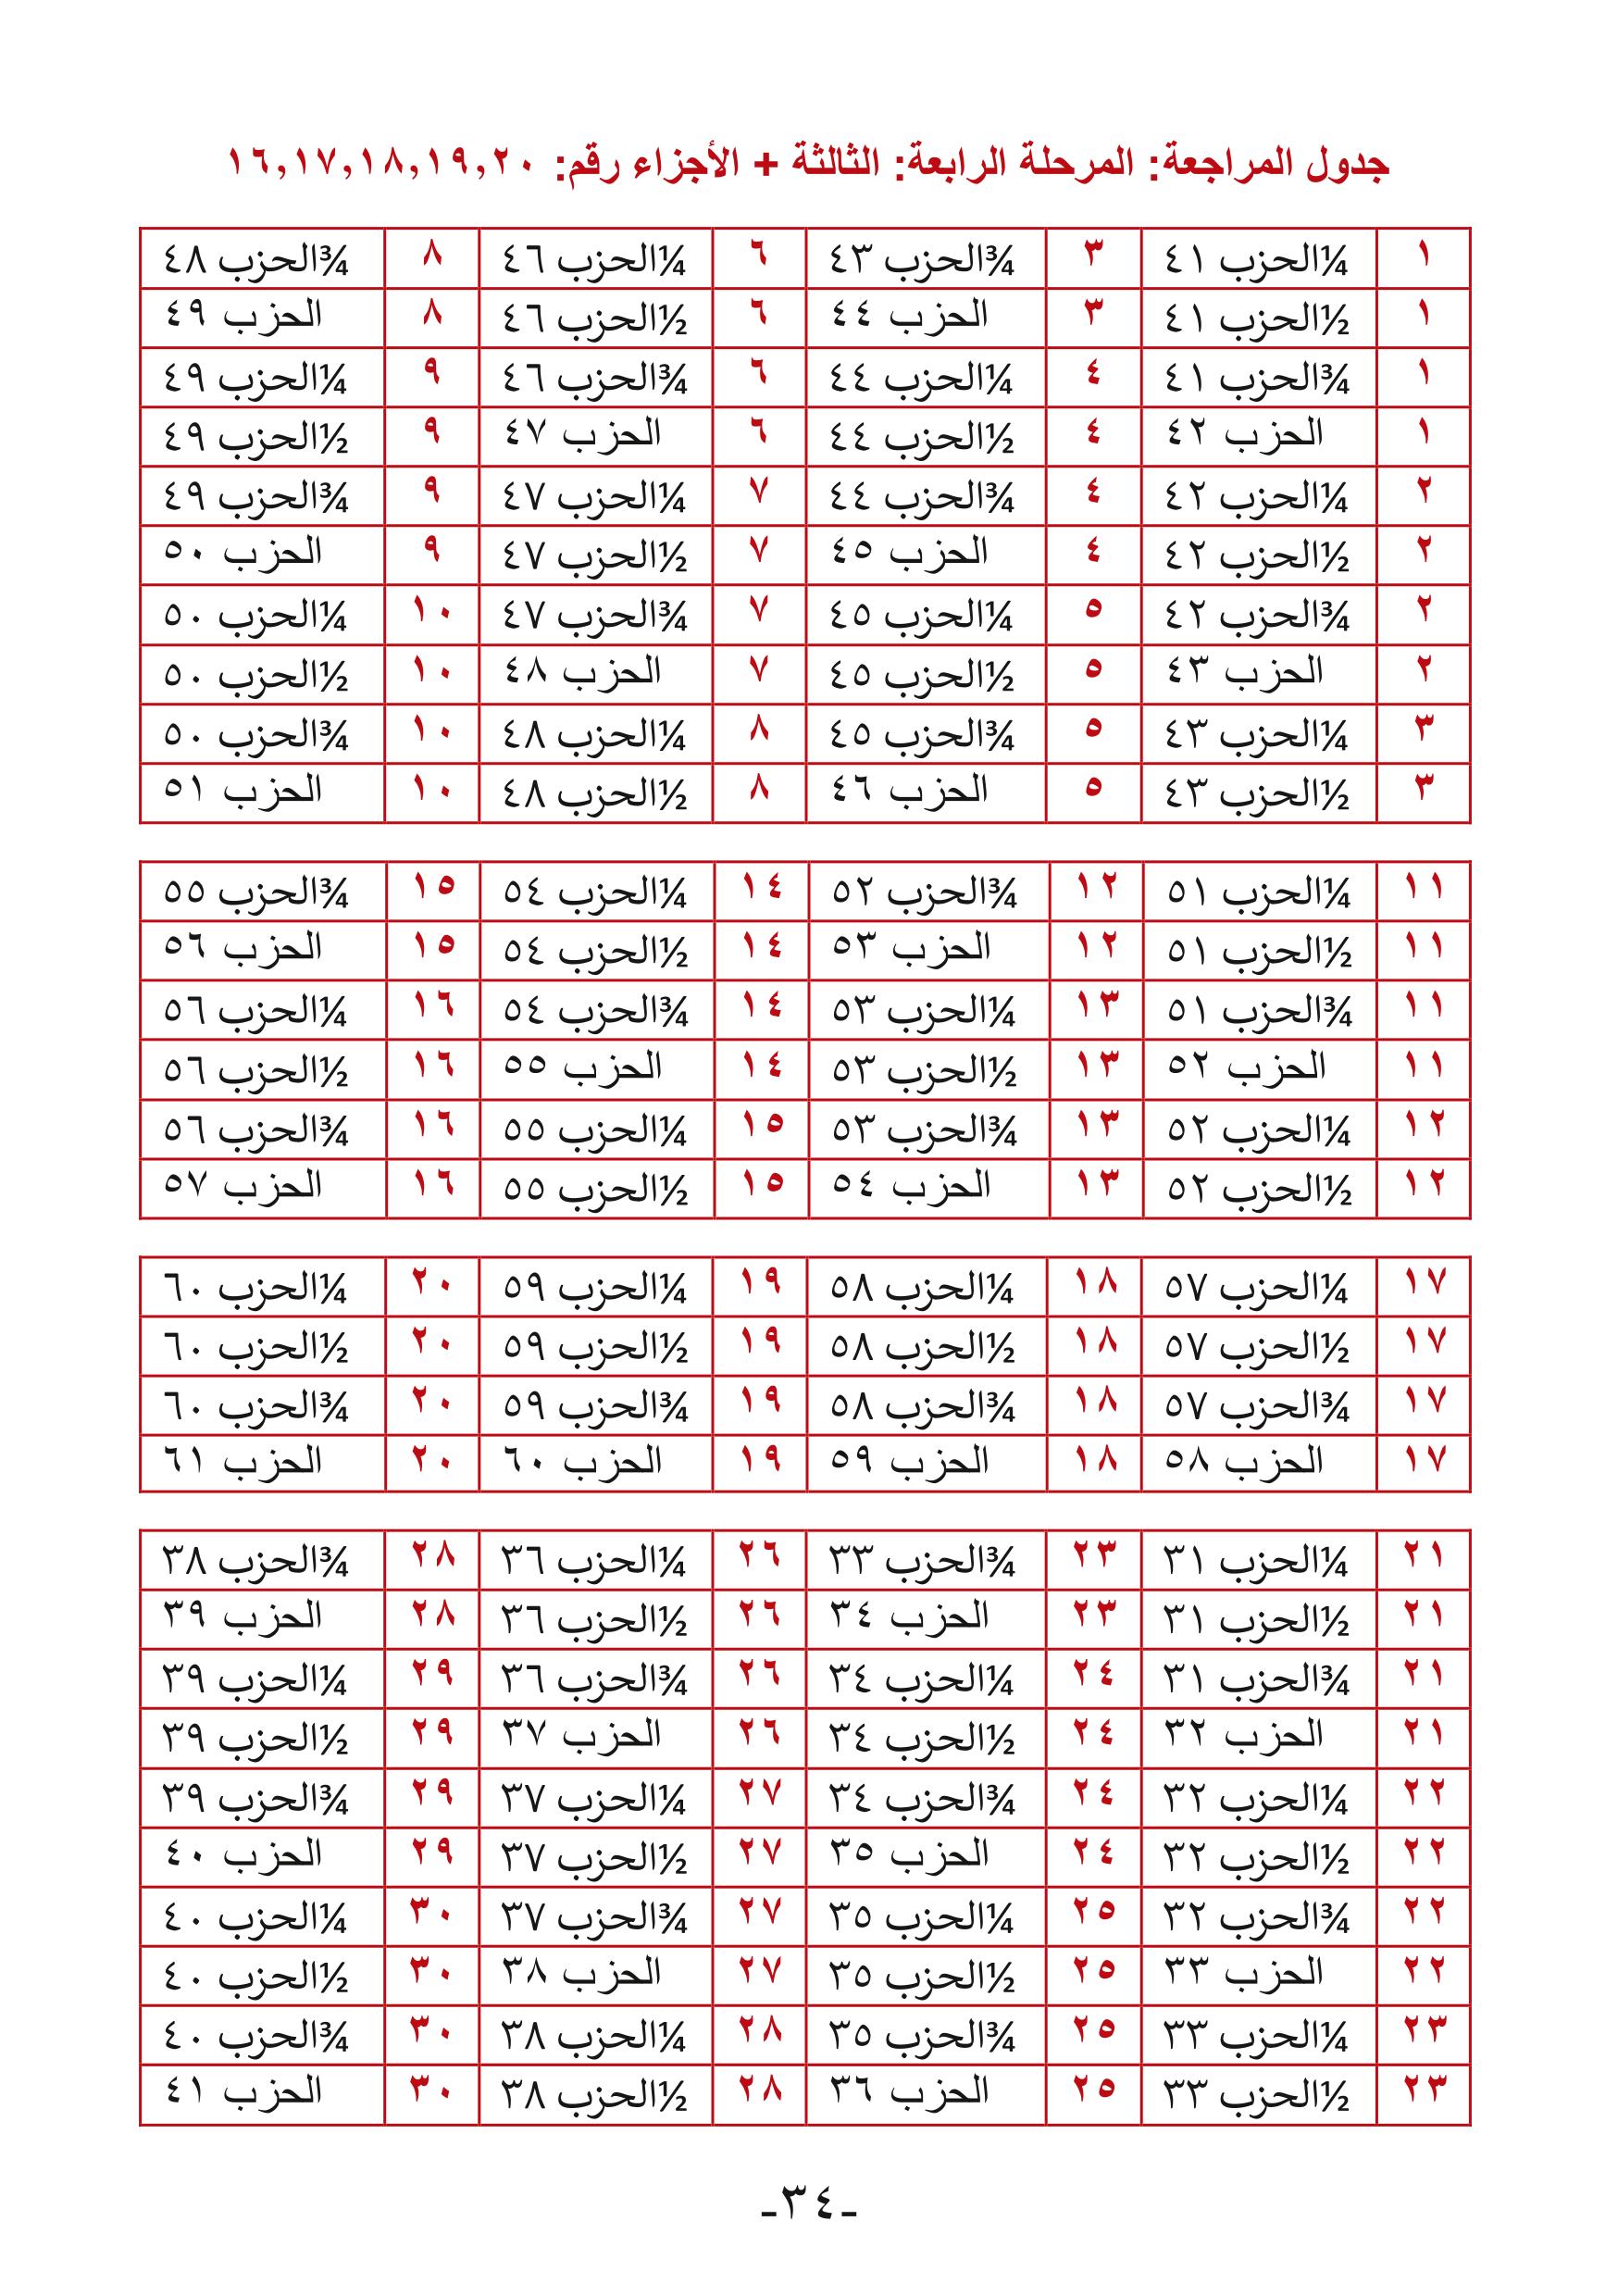 جدول المراجعة: المرحلة الرابعة: الثالثة + الأجزاء رقم: ١٦,١٧,١٨,١٩,٢٠
١ ¼الحزب ٤١ ٣ ¾الحزب ٤٣ ٦ ¼الحزب ٤٦ ٨ ¾الحزب ٤٨
١ ½الحزب ٤١ ٣ الحزب ٤٤ ٦ ½الحزب ٤٦ ٨ الحزب ٤٩
١ ¾الحزب ٤١ ٤ ¼الحزب ٤٤ ٦ ¾الحزب ٤٦ ٩ ¼الحزب ٤٩
١ الحزب ٤٢ ٤ ½الحزب ٤٤ ٦ الحزب ٤٧ ٩ ½الحزب ٤٩
٢ ¼الحزب ٤٢ ٤ ¾الحزب ٤٤ ٧ ¼الحزب ٤٧ ٩ ¾الحزب ٤٩
٢ ½الحزب ٤٢ ٤ الحزب ٤٥ ٧ ½الحزب ٤٧ ٩ الحزب ٥٠
٢ ¾الحزب ٤٢ ٥ ¼الحزب ٤٥ ٧ ¾الحزب ٤٧ ١٠ ¼الحزب ٥٠
٢ الحزب ٤٣ ٥ ½الحزب ٤٥ ٧ الحزب ٤٨ ١٠ ½الحزب ٥٠
٣ ¼الحزب ٤٣ ٥ ¾الحزب ٤٥ ٨ ¼الحزب ٤٨ ١٠ ¾الحزب ٥٠
٣ ½الحزب ٤٣ ٥ الحزب ٤٦ ٨ ½الحزب ٤٨ ١٠ الحزب ٥١
١١ ¼الحزب ٥١ ١٢ ¾الحزب ٥٢ ١٤ ¼الحزب ٥٤ ١٥ ¾الحزب ٥٥
١١ ½الحزب ٥١ ١٢ الحزب ٥٣ ١٤ ½الحزب ٥٤ ١٥ الحزب ٥٦
١١ ¾الحزب ٥١ ١٣ ¼الحزب ٥٣ ١٤ ¾الحزب ٥٤ ١٦ ¼الحزب ٥٦
١١ الحزب ٥٢ ١٣ ½الحزب ٥٣ ١٤ الحزب ٥٥ ١٦ ½الحزب ٥٦
١٢ ¼الحزب ٥٢ ١٣ ¾الحزب ٥٣ ١٥ ¼الحزب ٥٥ ١٦ ¾الحزب ٥٦
١٢ ½الحزب ٥٢ ١٣ الحزب ٥٤ ١٥ ½الحزب ٥٥ ١٦ الحزب ٥٧
١٧ ¼الحزب ٥٧ ١٨ ¼الحزب ٥٨ ١٩ ¼الحزب ٥٩ ٢٠ ¼الحزب ٦٠
١٧ ½الحزب ٥٧ ١٨ ½الحزب ٥٨ ١٩ ½الحزب ٥٩ ٢٠ ½الحزب ٦٠
١٧ ¾الحزب ٥٧ ١٨ ¾الحزب ٥٨ ١٩ ¾الحزب ٥٩ ٢٠ ¾الحزب ٦٠
١٧ الحزب ٥٨ ١٨ الحزب ٥٩ ١٩ الحزب ٦٠ ٢٠ الحزب ٦١
٢١ ¼الحزب ٣١ ٢٣ ¾الحزب ٣٣ ٢٦ ¼الحزب ٣٦ ٢٨ ¾الحزب ٣٨
٢١ ½الحزب ٣١ ٢٣ الحزب ٣٤ ٢٦ ½الحزب ٣٦ ٢٨ الحزب ٣٩
٢١ ¾الحزب ٣١ ٢٤ ¼الحزب ٣٤ ٢٦ ¾الحزب ٣٦ ٢٩ ¼الحزب ٣٩
٢١ الحزب ٣٢ ٢٤ ½الحزب ٣٤ ٢٦ الحزب ٣٧ ٢٩ ½الحزب ٣٩
٢٢ ¼الحزب ٣٢ ٢٤ ¾الحزب ٣٤ ٢٧ ¼الحزب ٣٧ ٢٩ ¾الحزب ٣٩
٢٢ ½الحزب ٣٢ ٢٤ الحزب ٣٥ ٢٧ ½الحزب ٣٧ ٢٩ الحزب ٤٠
٢٢ ¾الحزب ٣٢ ٢٥ ¼الحزب ٣٥ ٢٧ ¾الحزب ٣٧ ٣٠ ¼الحزب ٤٠
٢٢ الحزب ٣٣ ٢٥ ½الحزب ٣٥ ٢٧ الحزب ٣٨ ٣٠ ½الحزب ٤٠
٢٣ ¼الحزب ٣٣ ٢٥ ¾الحزب ٣٥ ٢٨ ¼الحزب ٣٨ ٣٠ ¾الحزب ٤٠
٢٣ ½الحزب ٣٣ ٢٥ الحزب ٣٦ ٢٨ ½الحزب ٣٨ ٣٠ الحزب ٤١
-٣٤-